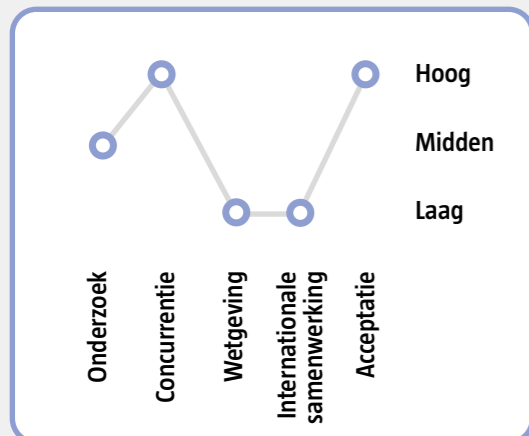 Hoog
Midden
Laag
Onderzoek
Concurrentie
Wetgeving
Internationale
samenwerking
Acceptatie